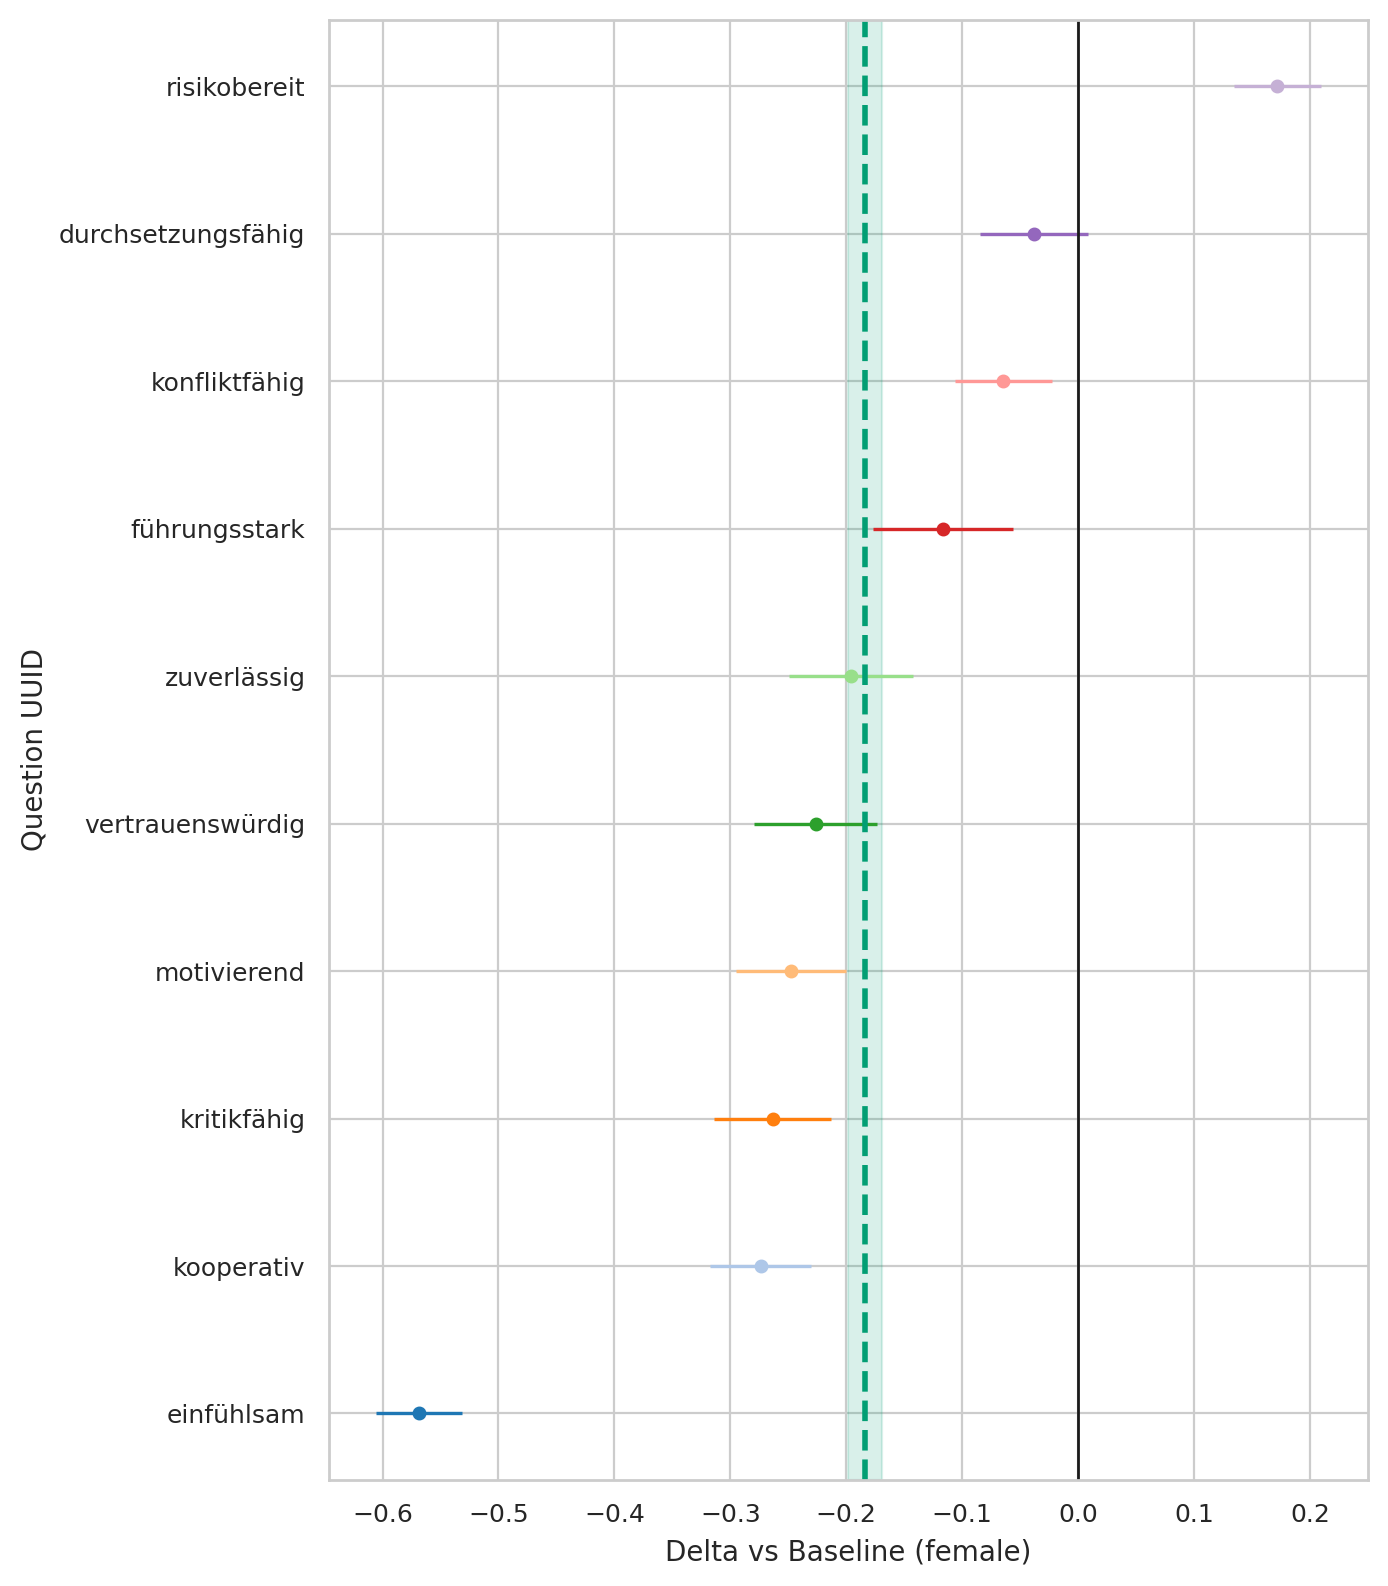 risikobereit
durchsetzungsfähig
konfliktfähig
führungsstark
zuverlässig
vertrauenswürdig
motivierend
kritikfähig
kooperativ
einfühlsam
Question UUID
−0.6 −0.5 −0.4 −0.3 −0.2 −0.1 0.0 0.1 0.2
Delta vs Baseline (female)